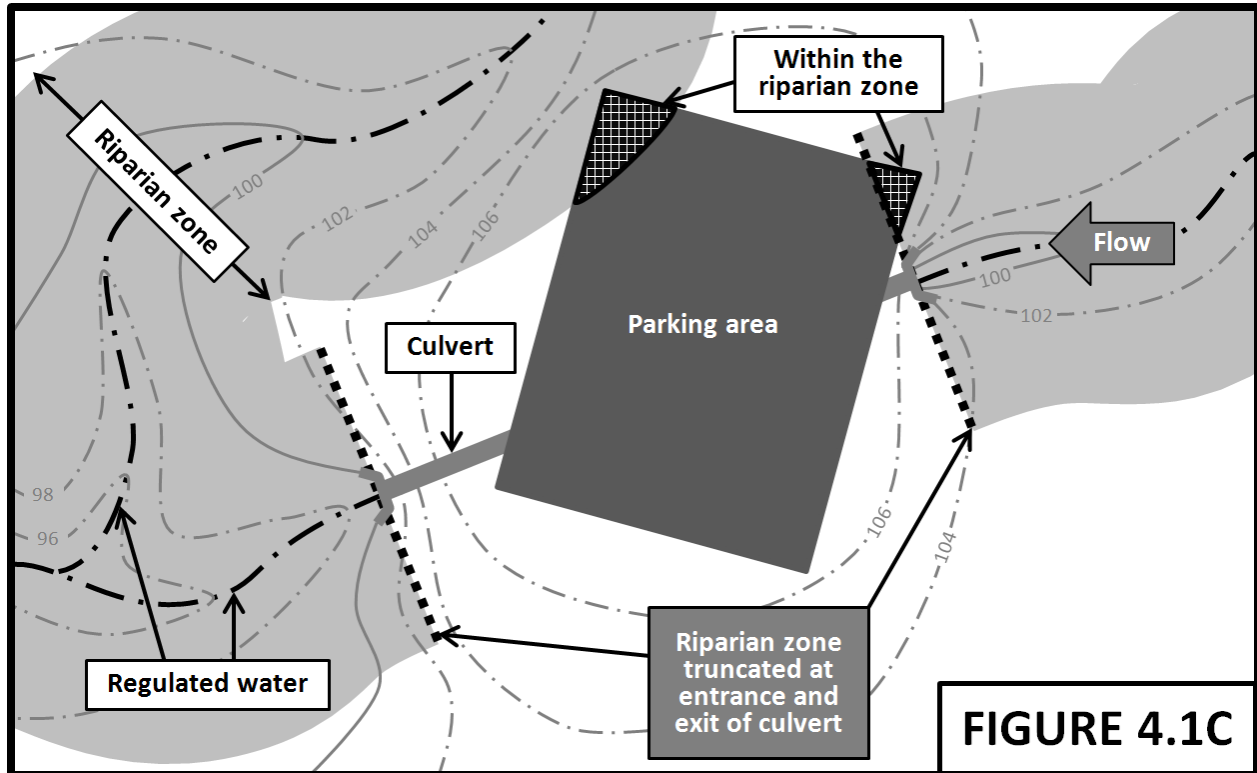 Within the
riparian zone
Riparian zone
100
102
104
106
Flow
100
102
Parking area
Culvert
98
96
106
104
Regulated water
Riparian zone
truncated at
entrance and
exit of culvert
FIGURE 4.1C